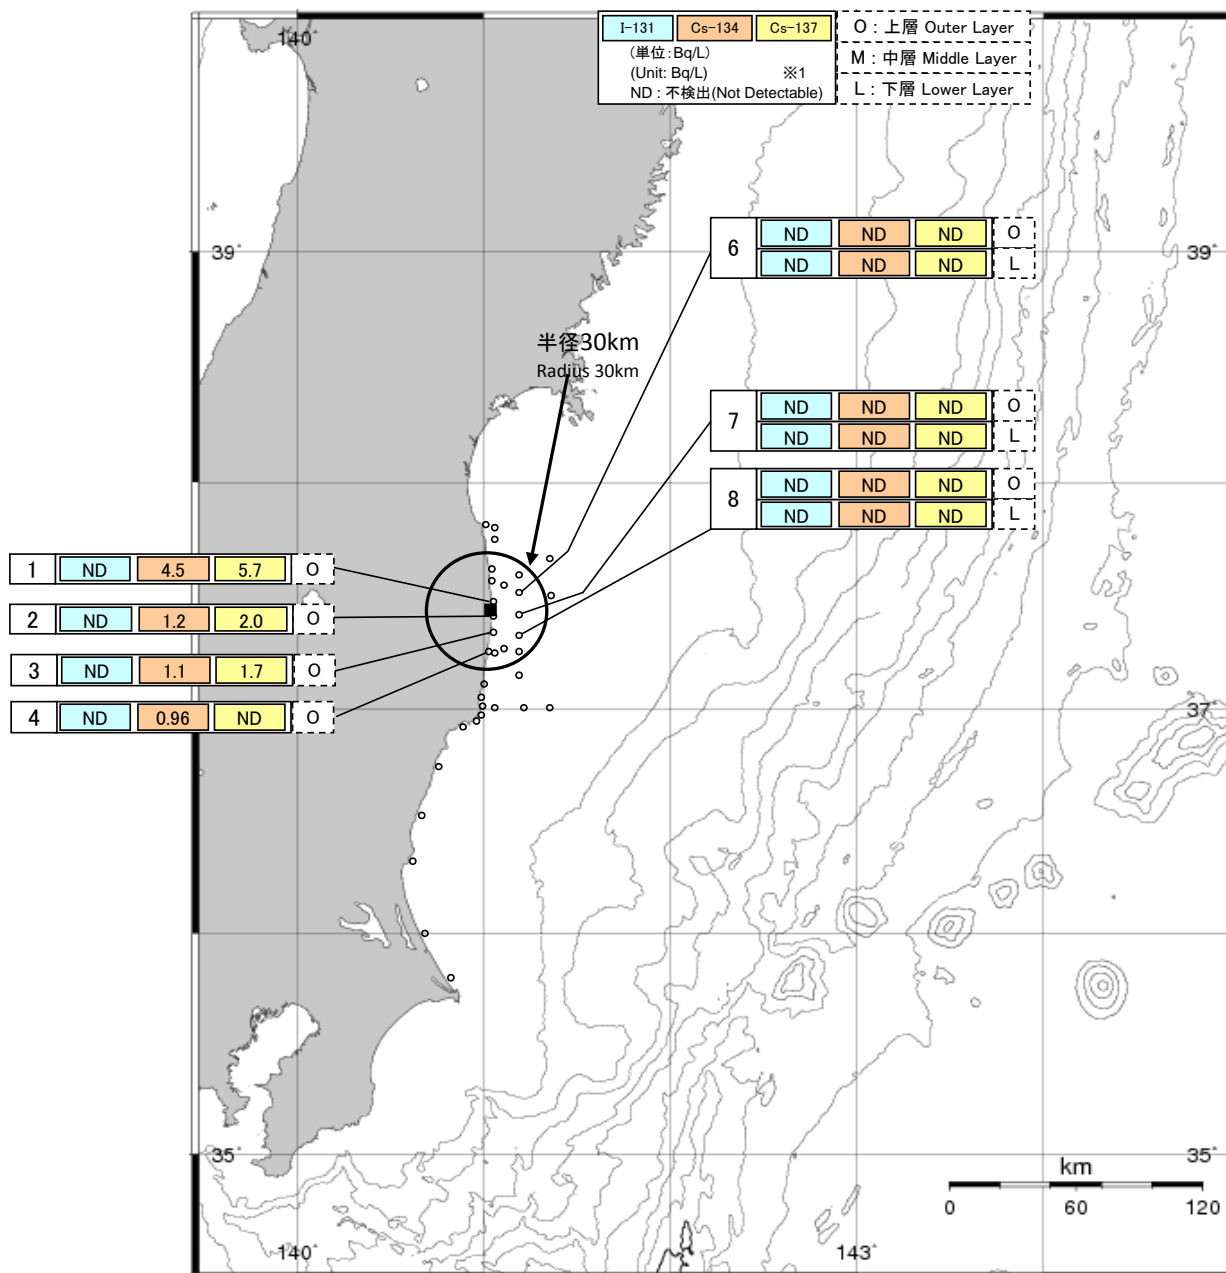 140°
I-131 Cs-134 Cs-137
(単位:Bq/L)
(Unit: Bq/L) ※1
ND : 不検出(Not Detectable)
O : 上層 Outer Layer
M : 中層 Middle Layer
L : 下層 Lower Layer
39°
39°
6 ND ND ND O
ND ND ND L
半径30km
Radius 30km
7 ND ND ND O
ND ND ND L
8 ND ND ND O
ND ND ND L
1 ND 4.5 5.7 O
2 ND 1.2 2.0 O
3 ND 1.1 1.7 O
4 ND 0.96 ND O
37°
35°
35°
km
0 60 120
140°
143°